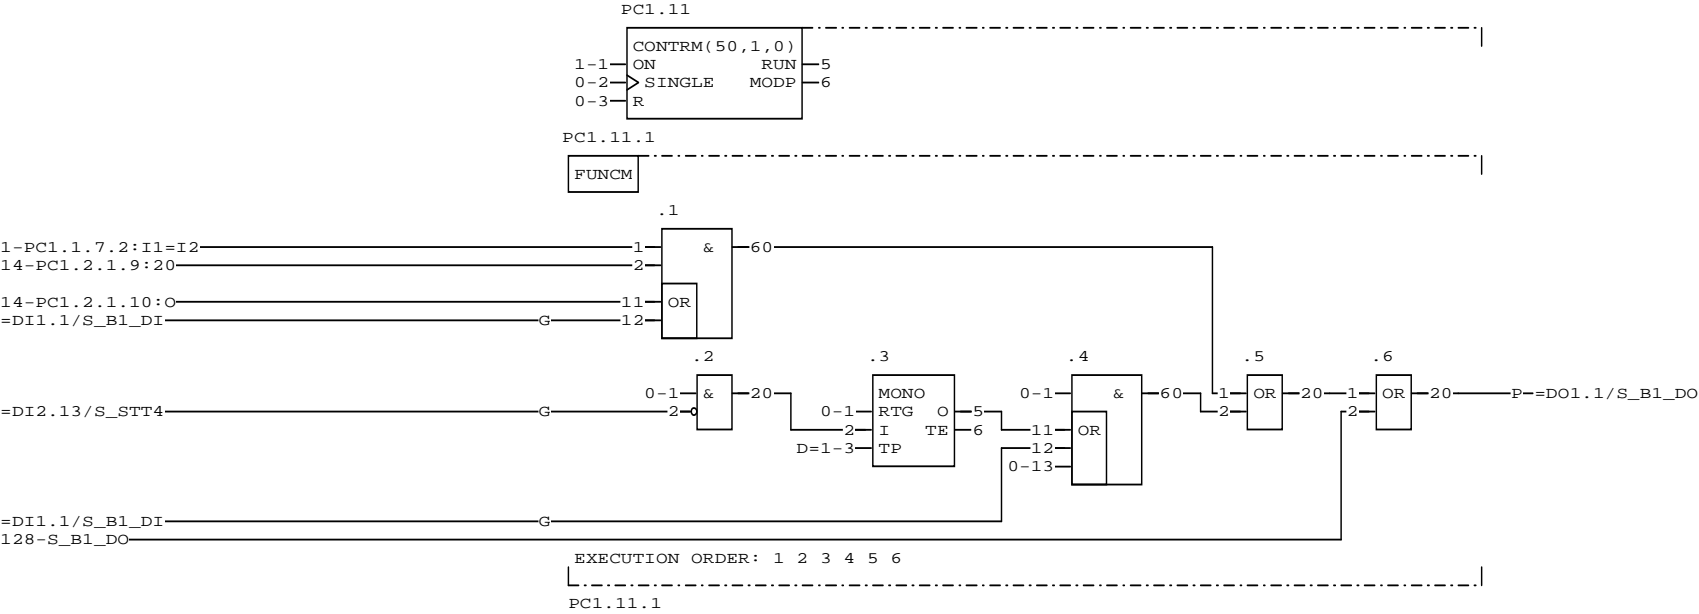 PC1.11
CONTRM(50,1,0)
1-1 ON RUN 5
0-2 SINGLE MODP 6
0-3 R
PC1.11.1
FUNCM
.1
1-PC1.1.7.2:I1=I2 1 & 60
14-PC1.2.1.9:20 2
14-PC1.2.1.10:O 11 OR
=DI1.1/S_B1_DI G 12
.2 .3 .4 .5 .6
0-1 & 20 MONO 0-1 & 60 1 OR 20 1 OR 20 P =DO1.1/S_B1_DO
=DI2.13/S_STT4 G 2 0-1 RTG O 5 2 2
2 I TE 6 11 OR
D=1-3 TP 12
0-13
=DI1.1/S_B1_DI G
128-S_B1_DO
EXECUTION ORDER: 1 2 3 4 5 6
PC1.11.1